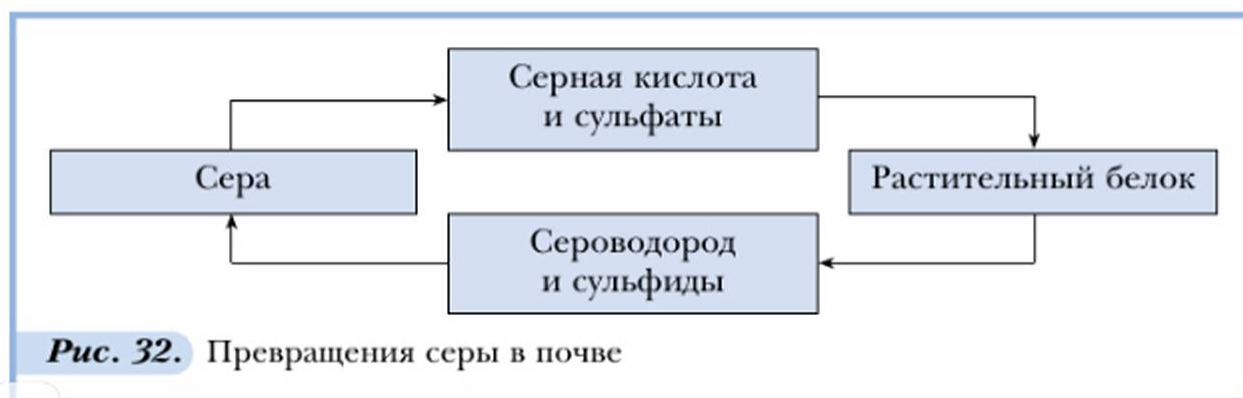 Серная кислота
и сульфаты
Сера
Растительный белок
Сероводород
и сульфиды
Рис. 32. Превращения серы в почве